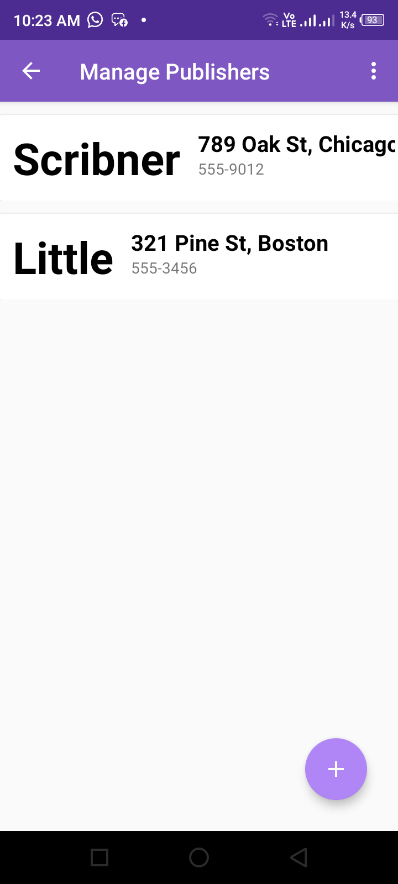 10:23 AM Vo LTE 13.4 K/s 93
Manage Publishers
Scribner
789 Oak St, Chicago
555-9012
Little
321 Pine St, Boston
555-3456